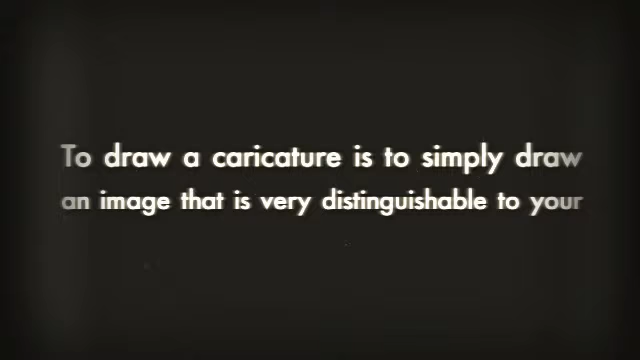 To draw a caricature is to simply draw
an image that is very distinguishable to your